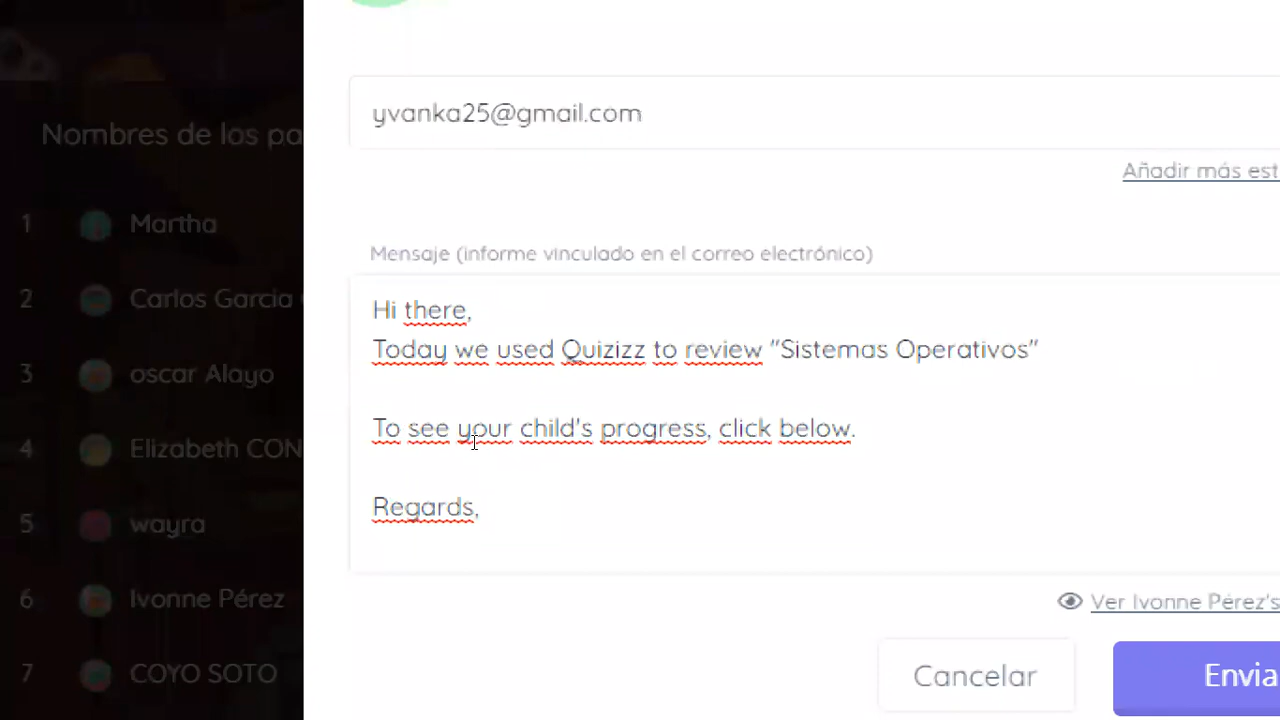 Nombres de los pa
1 Martha
2 Carlos Garcia
3 oscar Alayo
4 Elizabeth CON
5 wayra
6 Ivonne Pérez
7 COYO SOTO
yvanka25@gmail.com
Añadir más est
Mensaje (informe vinculado en el correo electrónico)
Hi there,
Today we used Quizizz to review "Sistemas Operativos"
To see your child's progress, click below.
Regards,
Ver Ivonne Pérez's
Cancelar
Envia